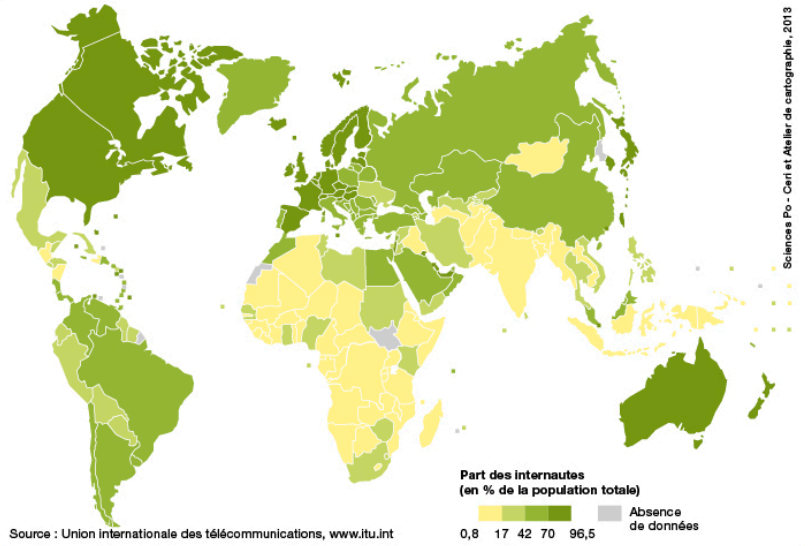 Sciences Po - Ceri et Atelier de cartographie, 2013
Part des internautes
(en % de la population totale)
Absence
de données
0,8 17 42 70 96,5
Source : Union internationale des télécommunications, www.itu.int